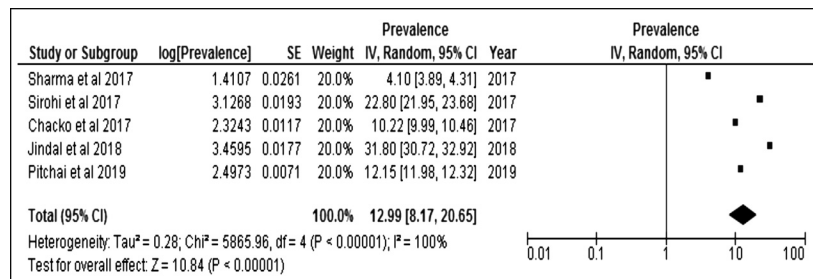 Prevalence Prevalence
Study or Subgroup log[Prevalence] SE Weight IV, Random, 95% CI Year IV, Random, 95% CI
Sharma et al 2017 1.4107 0.0261 20.0% 4.10 [3.89, 4.31] 2017
Sirohi et al 2017 3.1268 0.0193 20.0% 22.80 [21.95, 23.68] 2017
Chacko et al 2017 2.3243 0.0117 20.0% 10.22 [9.99, 10.46] 2017
Jindal et al 2018 3.4595 0.0177 20.0% 31.80 [30.72, 32.92] 2018
Pitchai et al 2019 2.4973 0.0071 20.0% 12.15 [11.98, 12.32] 2019
Total (95% CI) 100.0% 12.99 [8.17, 20.65]
Heterogeneity: Tau² = 0.28; Chi² = 5865.96, df = 4 (P < 0.00001); I² = 100%
Test for overall effect: Z = 10.84 (P < 0.00001)
0.01 0.1 1 10 100